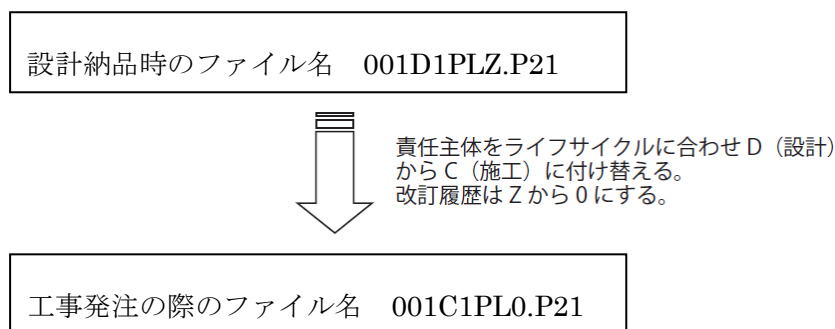 設計納品時のファイル名　001D1PLZ.P21
責任主体をライフサイクルに合わせ D（設計）
から C（施工）に付け替える。
改訂履歴は Z から 0 にする。
工事発注の際のファイル名　001C1PL0.P21